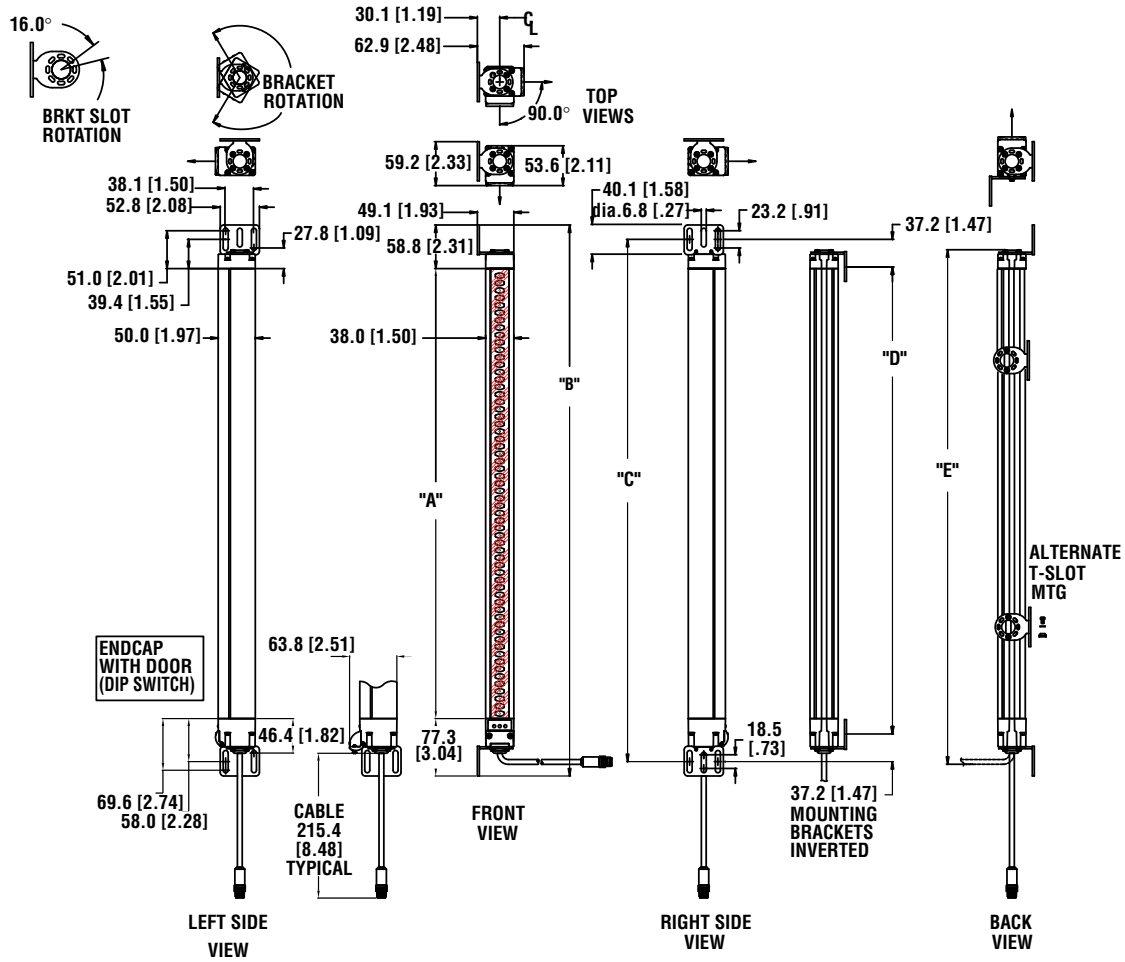 16.0°
BRKT SLOT
ROTATION
BRACKET
ROTATION
30.1 [1.19]
CL
62.9 [2.48]
90.0°
TOP
VIEWS
59.2 [2.33]
53.6 [2.11]
38.1 [1.50]
52.8 [2.08]
49.1 [1.93]
27.8 [1.09]
58.8 [2.31]
51.0 [2.01]
39.4 [1.55]
50.0 [1.97]
38.0 [1.50]
40.1 [1.58]
dia.6.8 [.27]
23.2 [.91]
37.2 [1.47]
"A"
"B"
"C"
"D"
"E"
ALTERNATE
T-SLOT
MTG
ENDCAP
WITH DOOR
(DIP SWITCH)
63.8 [2.51]
46.4 [1.82]
77.3
[3.04]
18.5
[.73]
69.6 [2.74]
58.0 [2.28]
CABLE
215.4
[8.48]
TYPICAL
FRONT
VIEW
37.2 [1.47]
MOUNTING
BRACKETS
INVERTED
LEFT SIDE
VIEW
RIGHT SIDE
VIEW
BACK
VIEW